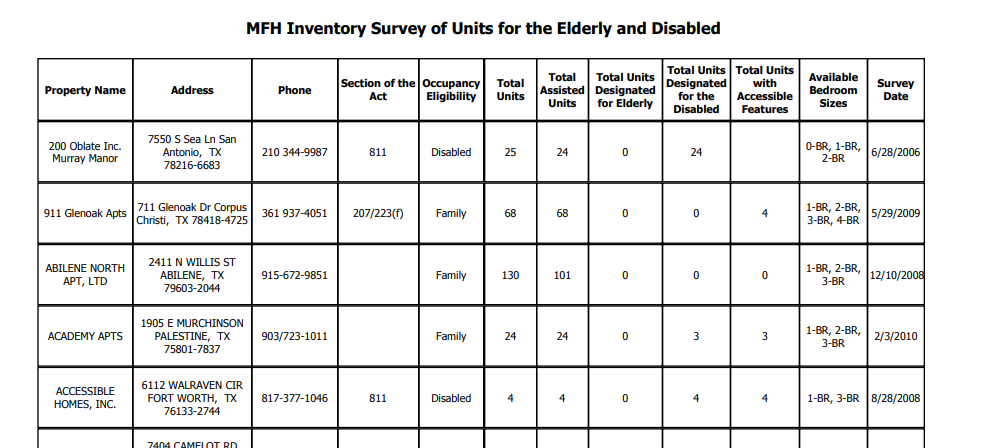 MFH Inventory Survey of Units for the Elderly and Disabled
Property Name Address Phone Section of the Act Occupancy Eligibility Total Units Total Assisted Units Total Units Designated for Elderly Total Units Designated for the Disabled Total Units with Accessible Features Available Bedroom Sizes Survey Date
200 Oblate Inc. Murray Manor 7550 S Sea Ln San Antonio, TX 78216-6683 210 344-9987 811 Disabled 25 24 0 24 0-BR, 1-BR, 2-BR 6/28/2006
911 Glenoak Apts 711 Glenoak Dr Corpus Christi, TX 78418-4725 361 937-4051 207/223(f) Family 68 68 0 0 4 1-BR, 2-BR, 3-BR, 4-BR 5/29/2009
ABILENE NORTH APT, LTD 2411 N WILLIS ST ABILENE, TX 79603-2044 915-672-9851 Family 130 101 0 0 0 1-BR, 2-BR, 3-BR 12/10/2008
ACADEMY APTS 1905 E MURCHINSON PALESTINE, TX 75801-7837 903/723-1011 Family 24 24 0 3 3 1-BR, 2-BR, 3-BR 2/3/2010
ACCESSIBLE HOMES, INC. 6112 WALRAVEN CIR FORT WORTH, TX 76133-2744 817-377-1046 811 Disabled 4 4 0 4 4 1-BR, 3-BR 8/28/2008
7404 CAMELOT RD